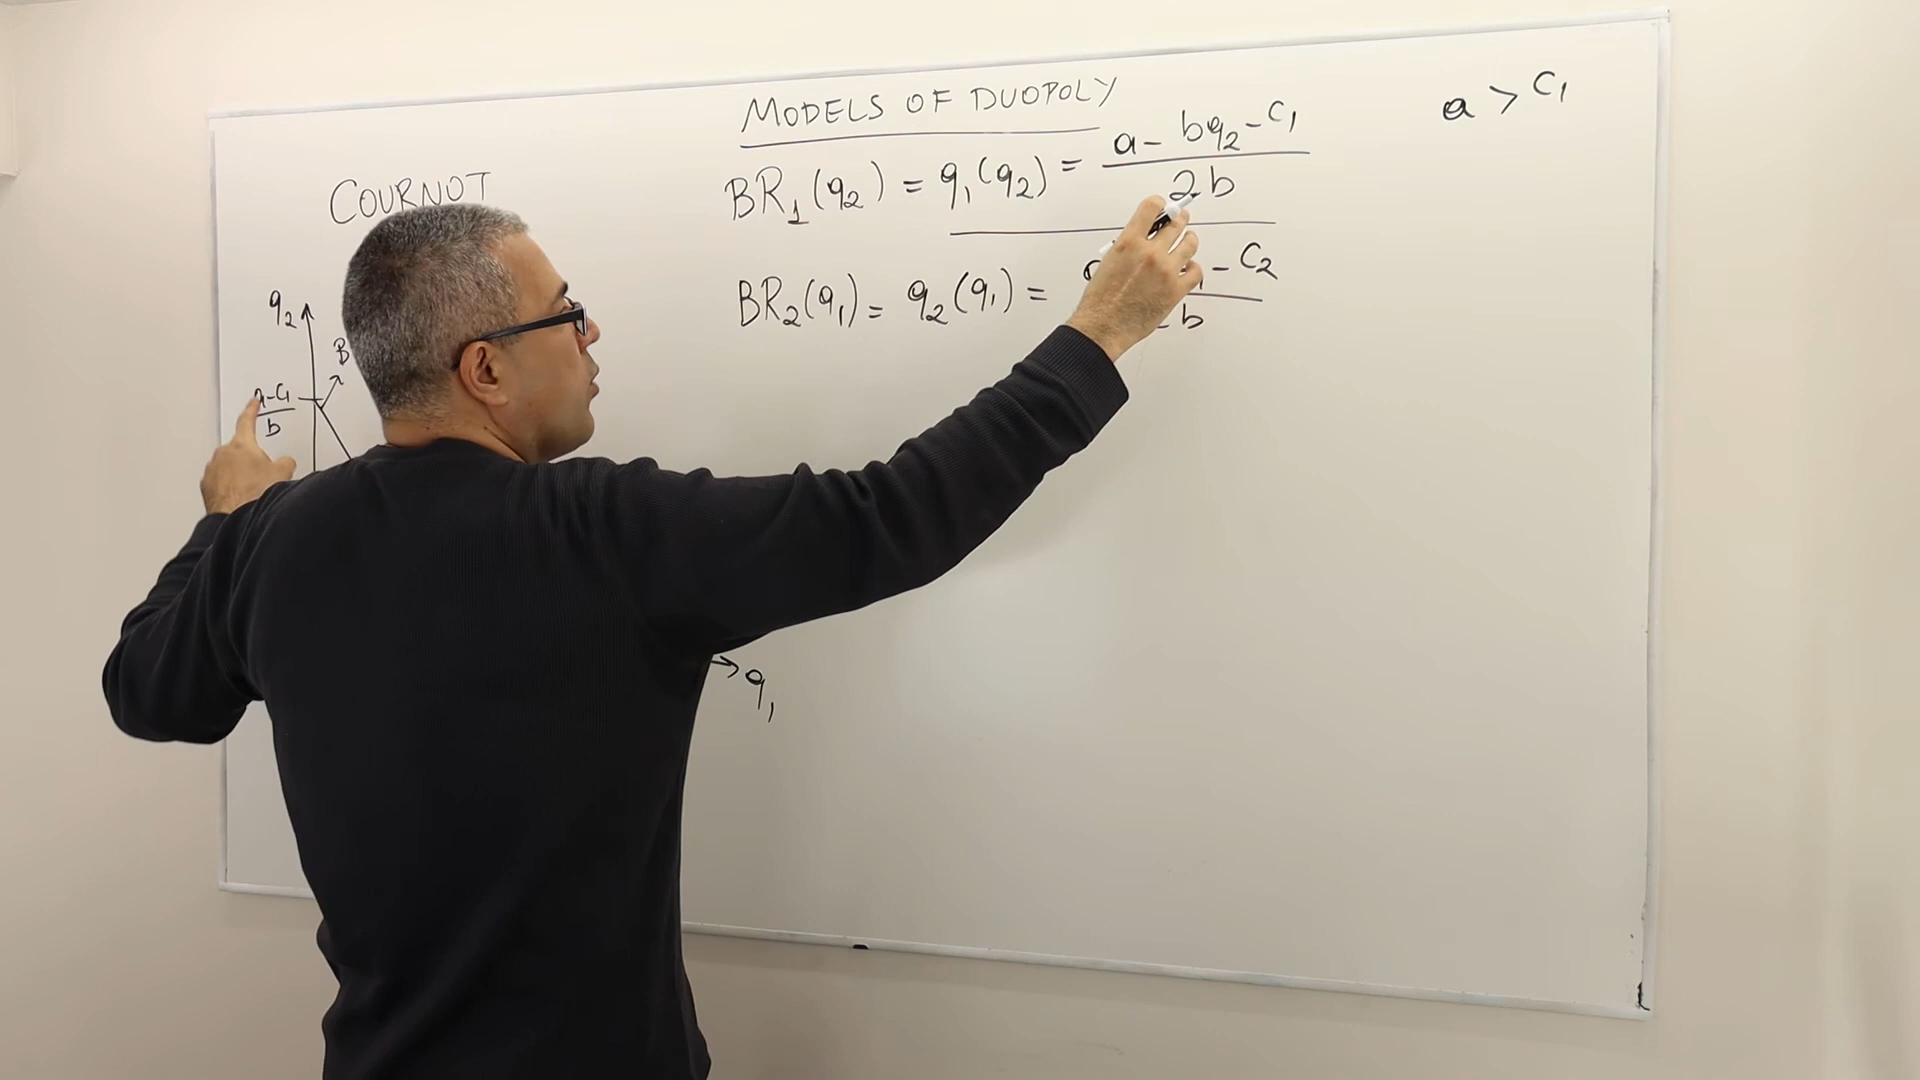 MODELS OF DUOPOLY
a > C₁
COURNOT
BR₁(q₂) = q₁(q₂) = (a - bq₂ - C₁) / 2b
BR₂(q₁) = q₂(q₁) = - C₂ / b
q₂
B
a-C₁ / b
q₁